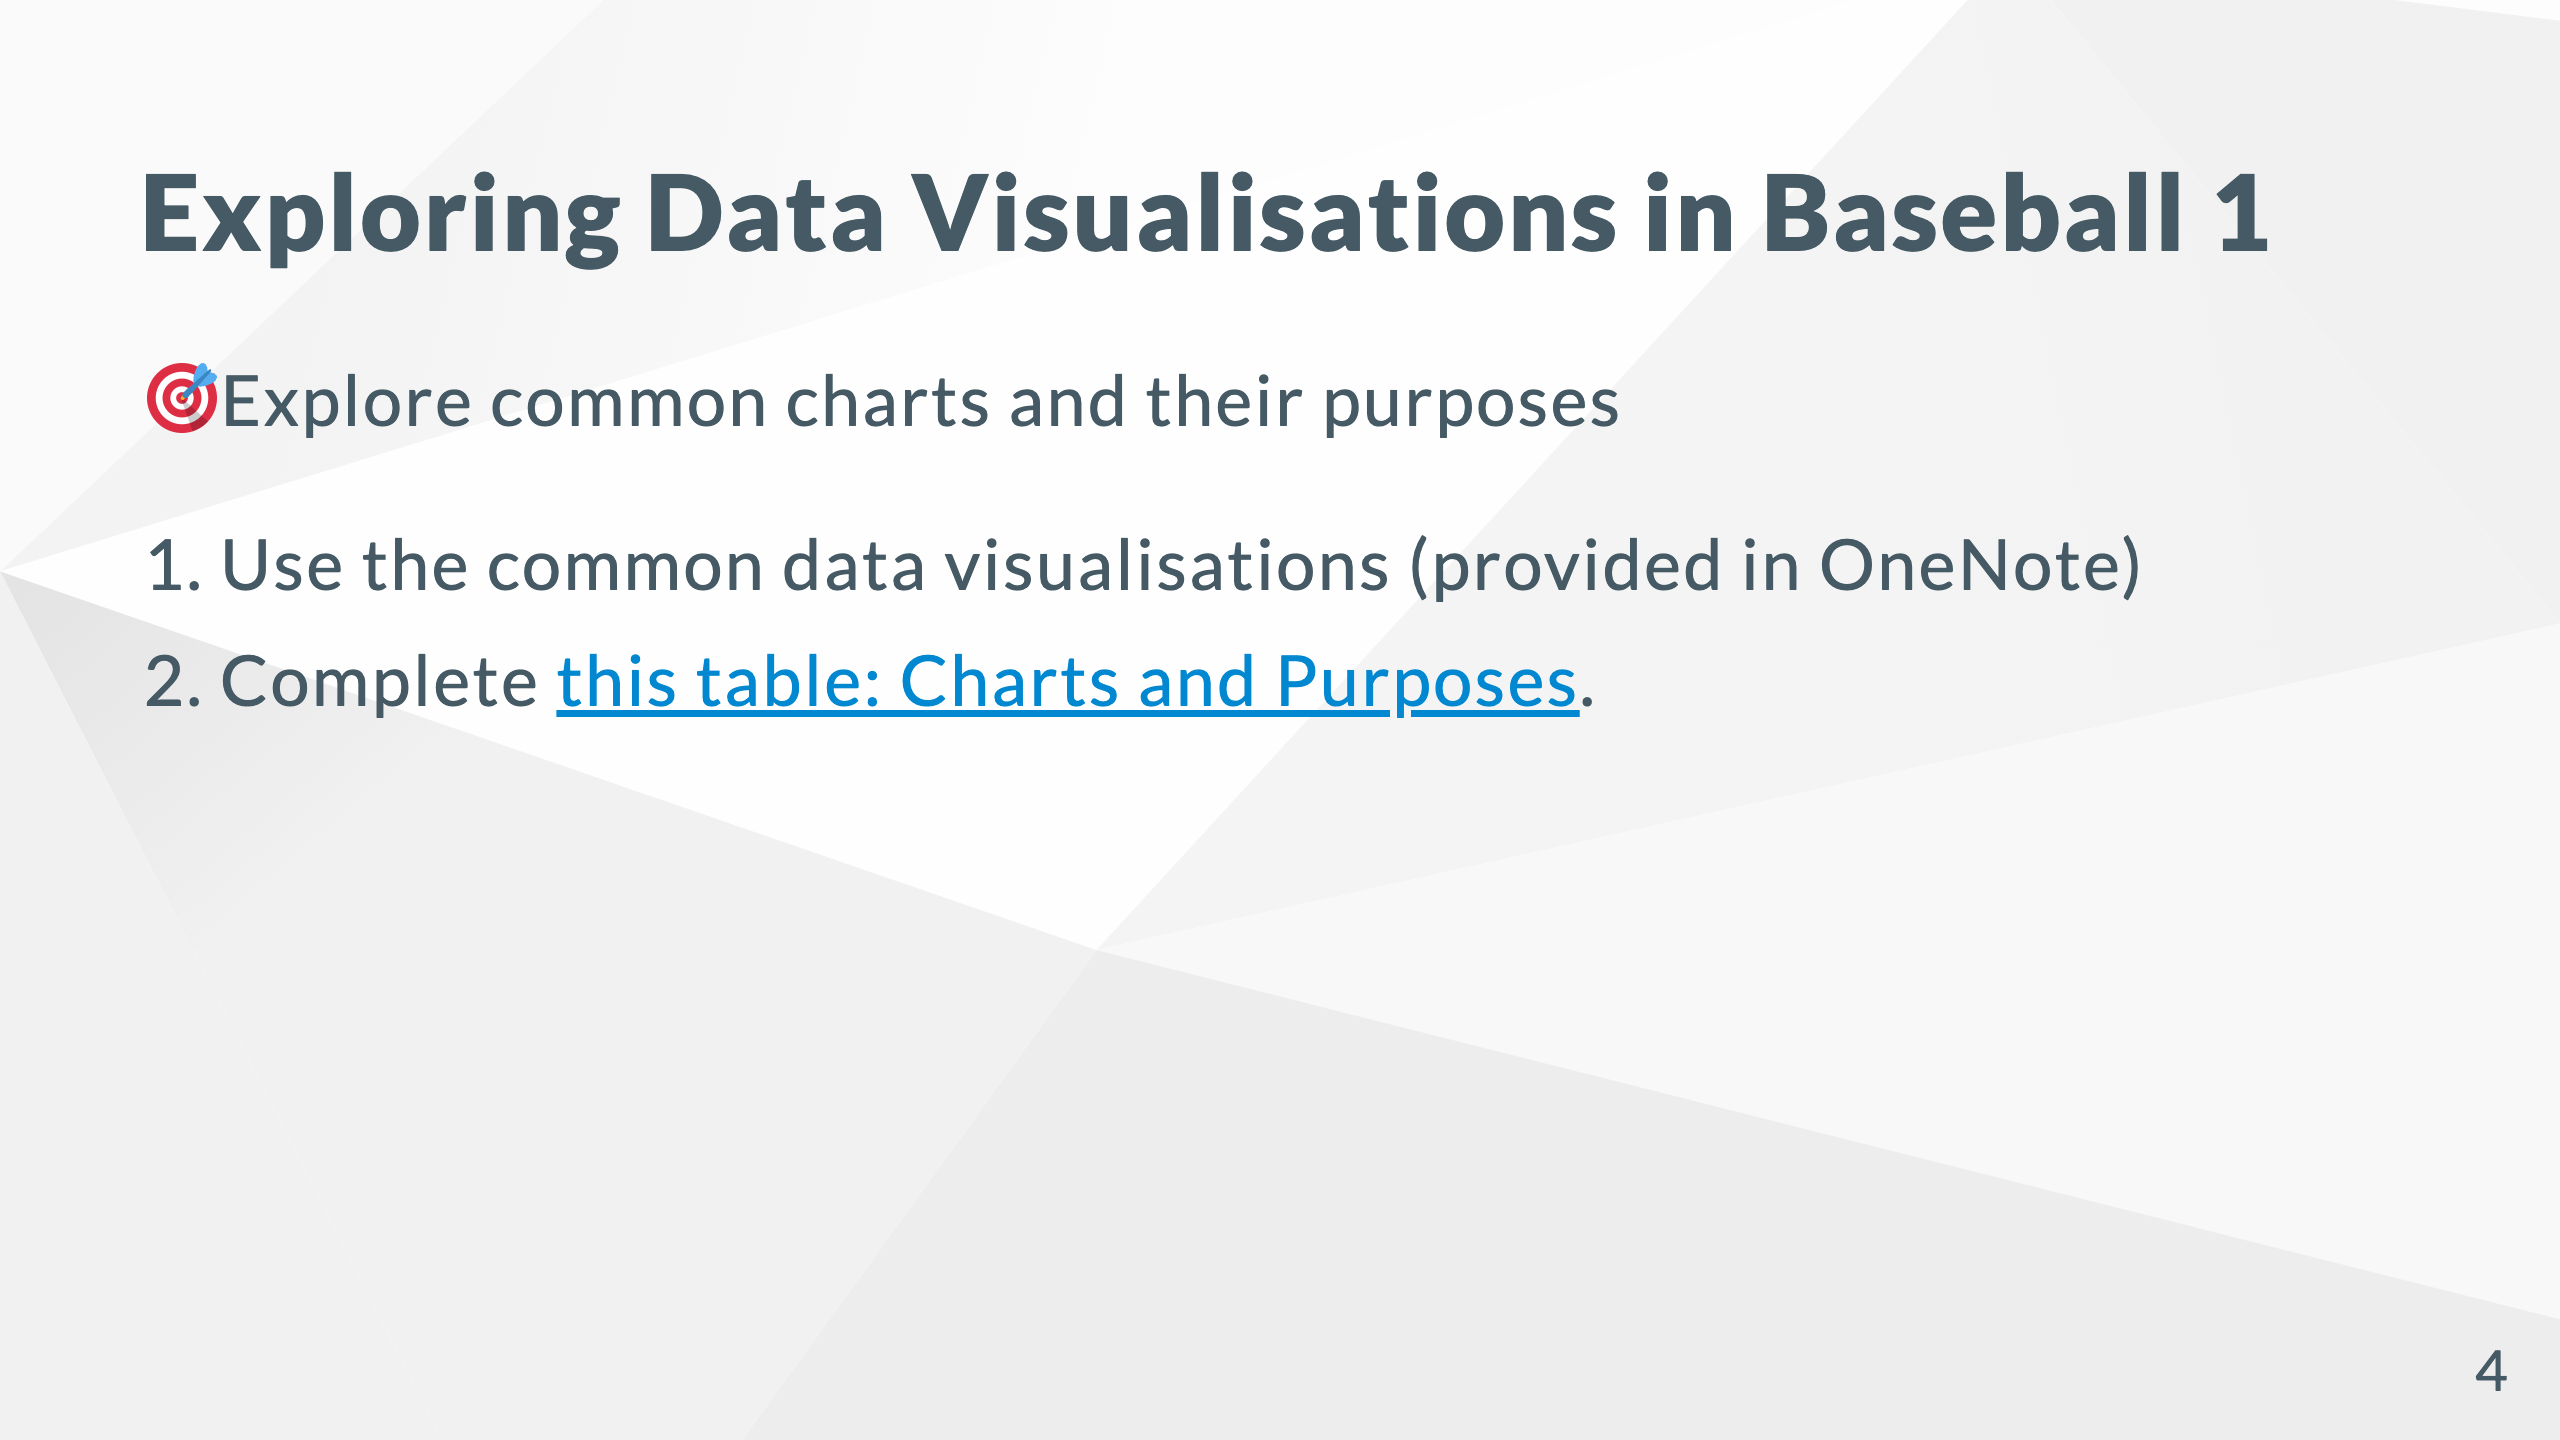 Exploring Data Visualisations in Baseball 1
🎯Explore common charts and their purposes
1. Use the common data visualisations (provided in OneNote)
2. Complete this table: Charts and Purposes.
4